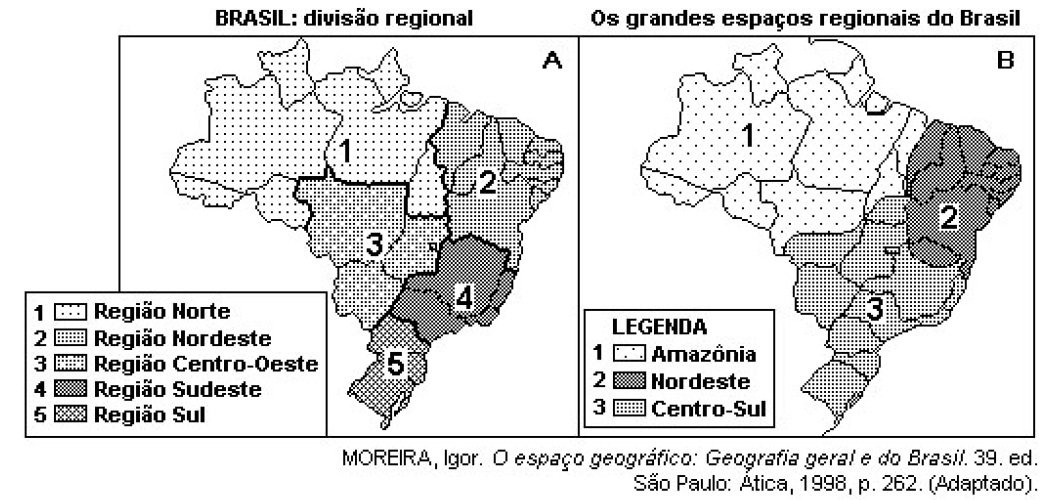 BRASIL: divisão regional
Os grandes espaços regionais do Brasil
A
1
2
3
4
5
1 Região Norte
2 Região Nordeste
3 Região Centro-Oeste
4 Região Sudeste
5 Região Sul
B
1
2
3
LEGENDA
1 Amazônia
2 Nordeste
3 Centro-Sul
MOREIRA, Igor. O espaço geográfico: Geografia geral e do Brasil. 39. ed.
São Paulo: Ática, 1998, p. 262. (Adaptado).